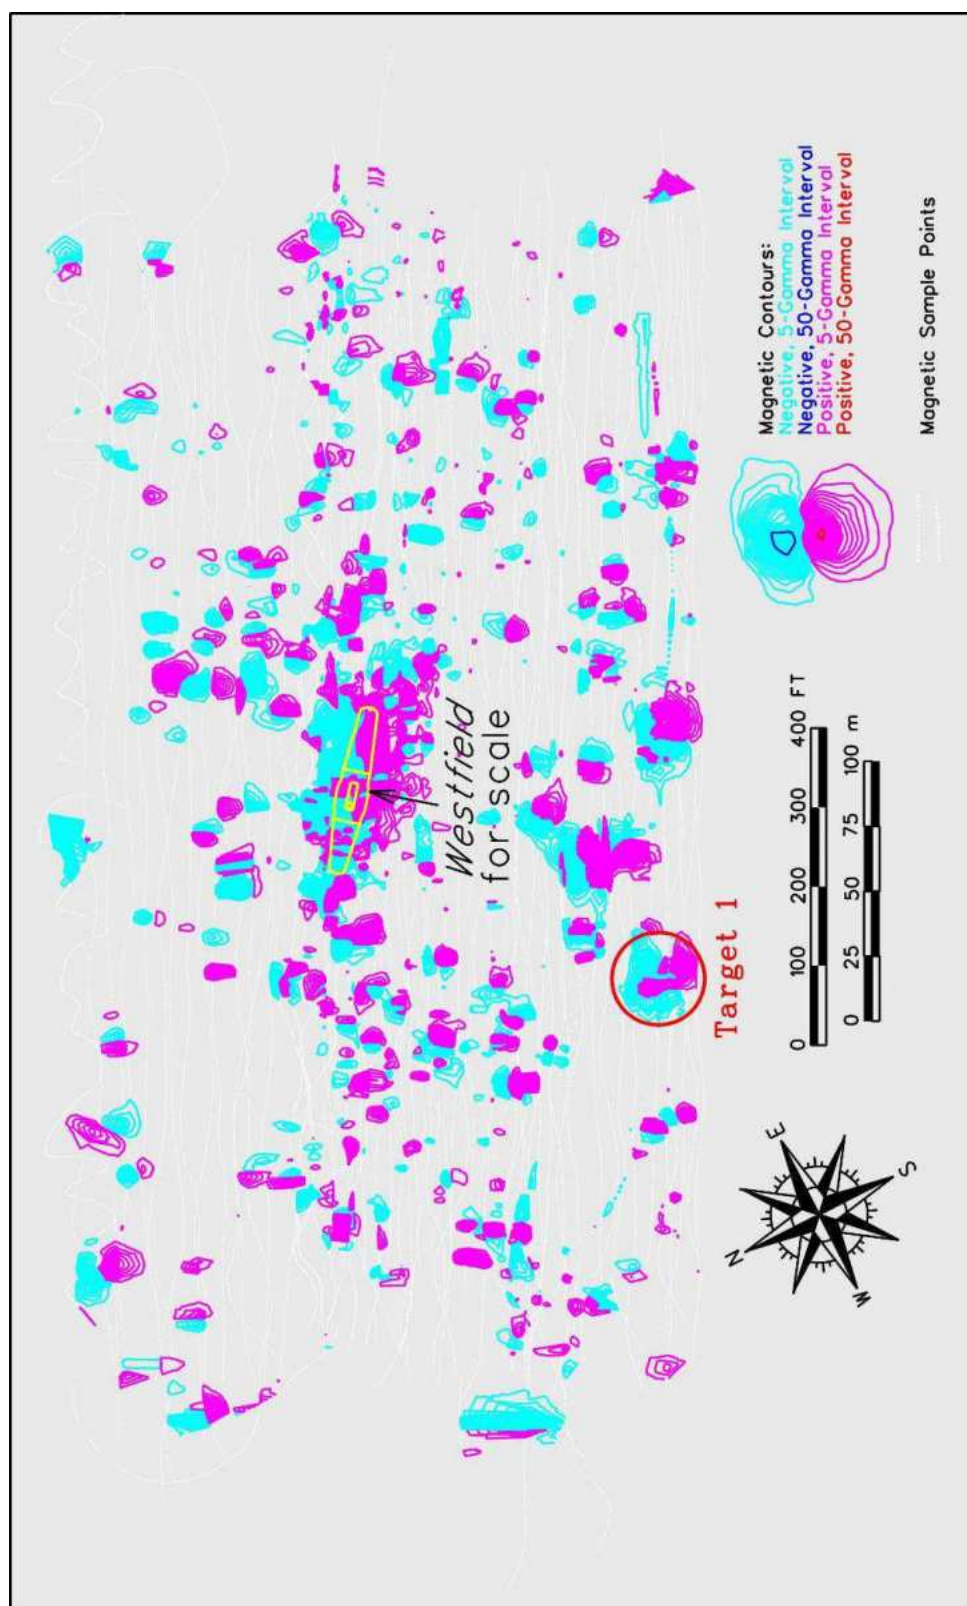 Westfield
for scale
Target 1
Magnetic Contours:
Negative, 5-Gamma Interval
Negative, 50-Gamma Interval
Positive, 5-Gamma Interval
Positive, 50-Gamma Interval
Magnetic Sample Points
0 100 200 300 400 FT
0 25 50 75 100 m
N
E
S
W